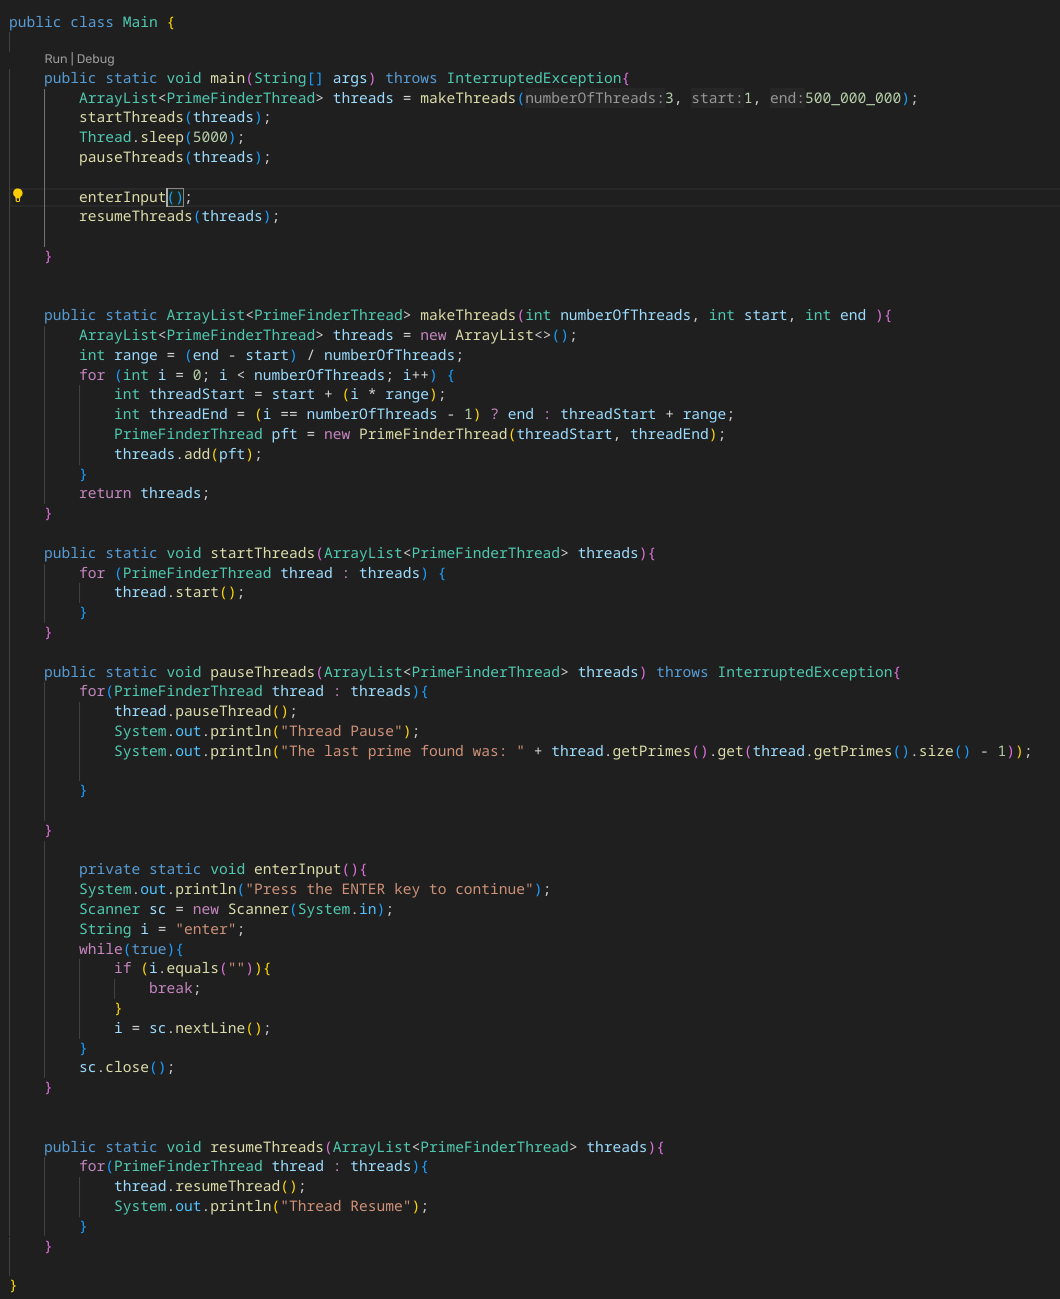 public class Main {
Run | Debug
public static void main(String[] args) throws InterruptedException{
ArrayList<PrimeFinderThread> threads = makeThreads(numberOfThreads:3, start:1, end:500_000_000);
startThreads(threads);
Thread.sleep(5000);
pauseThreads(threads);
enterInput();
resumeThreads(threads);
}
public static ArrayList<PrimeFinderThread> makeThreads(int numberOfThreads, int start, int end ){
ArrayList<PrimeFinderThread> threads = new ArrayList<>();
int range = (end - start) / numberOfThreads;
for (int i = 0; i < numberOfThreads; i++) {
int threadStart = start + (i * range);
int threadEnd = (i == numberOfThreads - 1) ? end : threadStart + range;
PrimeFinderThread pft = new PrimeFinderThread(threadStart, threadEnd);
threads.add(pft);
}
return threads;
}
public static void startThreads(ArrayList<PrimeFinderThread> threads){
for (PrimeFinderThread thread : threads) {
thread.start();
}
}
public static void pauseThreads(ArrayList<PrimeFinderThread> threads) throws InterruptedException{
for(PrimeFinderThread thread : threads){
thread.pauseThread();
System.out.println("Thread Pause");
System.out.println("The last prime found was: " + thread.getPrimes().get(thread.getPrimes().size() - 1));
}
}
private static void enterInput(){
System.out.println("Press the ENTER key to continue");
Scanner sc = new Scanner(System.in);
String i = "enter";
while(true){
if (i.equals("")){
break;
}
i = sc.nextLine();
}
sc.close();
}
public static void resumeThreads(ArrayList<PrimeFinderThread> threads){
for(PrimeFinderThread thread : threads){
thread.resumeThread();
System.out.println("Thread Resume");
}
}
}